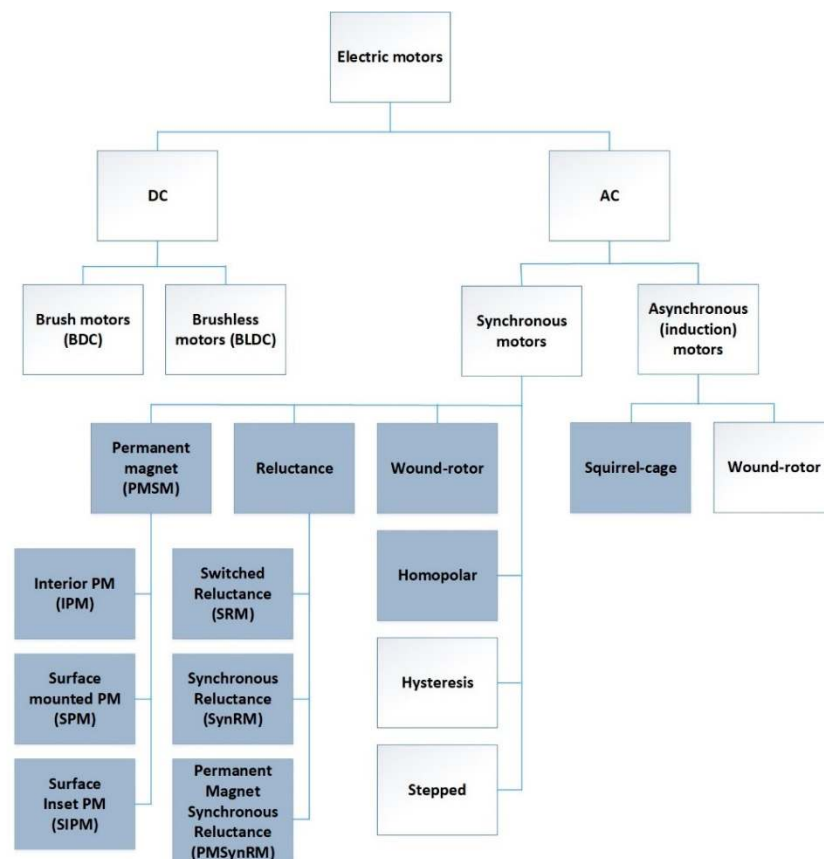 Electric motors
DC
AC
Brush motors
(BDC)
Brushless
motors (BLDC)
Synchronous
motors
Asynchronous
(induction)
motors
Permanent
magnet
(PMSM)
Reluctance
Wound-rotor
Squirrel-cage
Wound-rotor
Interior PM
(IPM)
Switched
Reluctance
(SRM)
Homopolar
Surface
mounted PM
(SPM)
Synchronous
Reluctance
(SynRM)
Hysteresis
Surface
Inset PM
(SIPM)
Permanent
Magnet
Synchronous
Reluctance
(PMSynRM)
Stepped